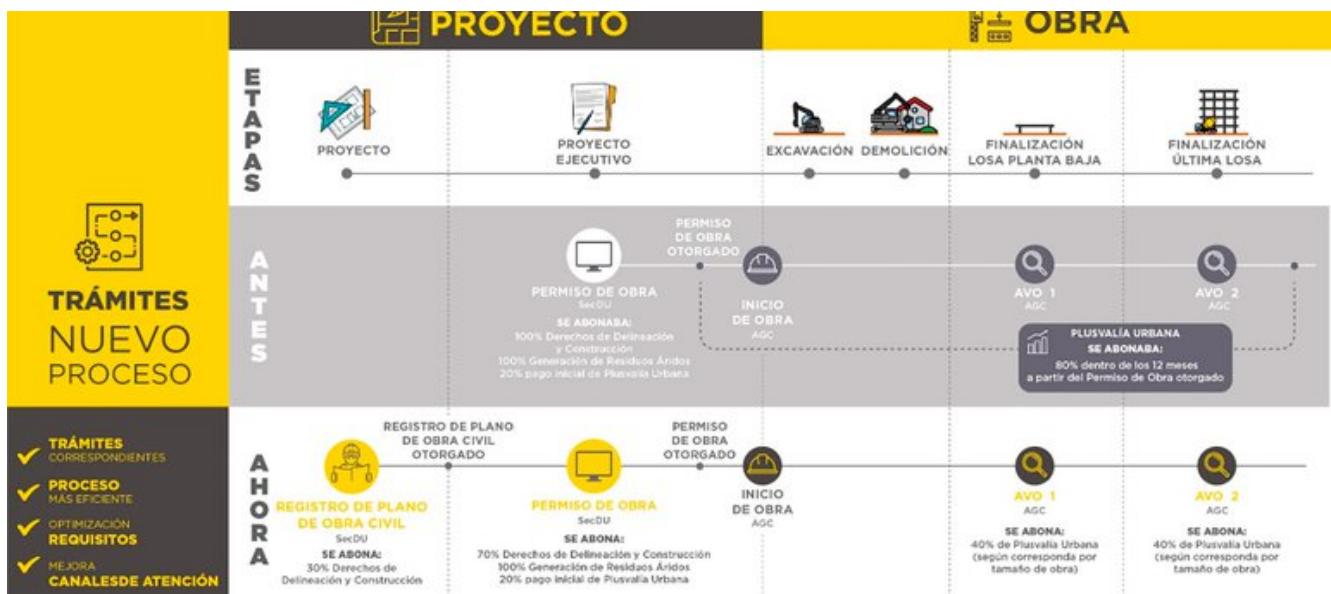 PROYECTO
OBRA
ETAPAS
PROYECTO
PROYECTO
EJECUTIVO
EXCAVACIÓN
DEMOLICIÓN
FINALIZACIÓN
LOSA PLANTA BAJA
FINALIZACIÓN
ÚLTIMA LOSA
TRÁMITES
NUEVO
PROCESO
ANTES
PERMISO DE OBRA
SecDU
SE ABONABA:
100% Derechos de Delineación
y Construcción
100% Generación de Residuos Áridos
20% pago inicial de Plusvalía Urbana
PERMISO
DE OBRA
OTORGADO
INICIO
DE OBRA
AGC
AVO 1
AGC
AVO 2
AGC
PLUSVALÍA URBANA
SE ABONABA:
80% dentro de los 12 meses
a partir del Permiso de Obra otorgado
TRÁMITES
CORRESPONDIENTES
PROCESO
MÁS EFICIENTE
OPTIMIZACIÓN
REQUISITOS
MEJORA
CANALESDE ATENCIÓN
AHORA
REGISTRO DE PLANO
DE OBRA CIVIL
SecDU
SE ABONA:
30% Derechos de
Delineación y Construcción
REGISTRO DE PLANO
DE OBRA CIVIL
OTORGADO
PERMISO DE OBRA
SecDU
SE ABONA:
70% Derechos de Delineación y Construcción
100% Generación de Residuos Áridos
20% pago inicial de Plusvalía Urbana
PERMISO
DE OBRA
OTORGADO
INICIO
DE OBRA
AGC
AVO 1
AGC
SE ABONA:
40% de Plusvalía Urbana
(según corresponda por
tamaño de obra)
AVO 2
AGC
SE ABONA:
40% de Plusvalía Urbana
(según corresponda por
tamaño de obra)